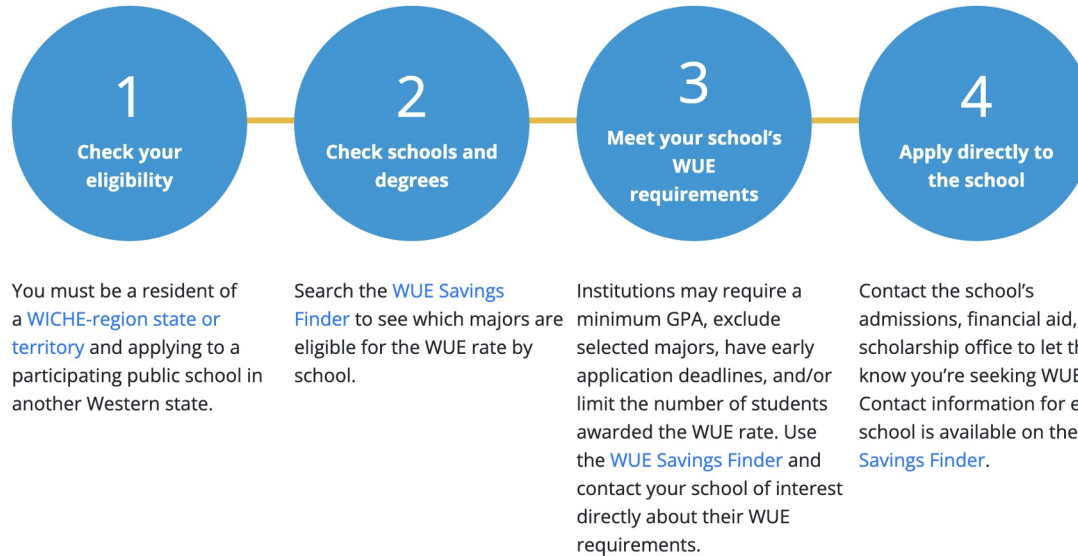 1
Check your
eligibility
You must be a resident of
a WICHE-region state or
territory and applying to a
participating public school in
another Western state.
2
Check schools and
degrees
Search the WUE Savings
Finder to see which majors are
eligible for the WUE rate by
school.
3
Meet your school’s
WUE
requirements
Institutions may require a
minimum GPA, exclude
selected majors, have early
application deadlines, and/or
limit the number of students
awarded the WUE rate. Use
the WUE Savings Finder and
contact your school of interest
directly about their WUE
requirements.
4
Apply directly to
the school
Contact the school’s
admissions, financial aid,
scholarship office to let
know you’re seeking WUE
Contact information for
school is available on the
Savings Finder.